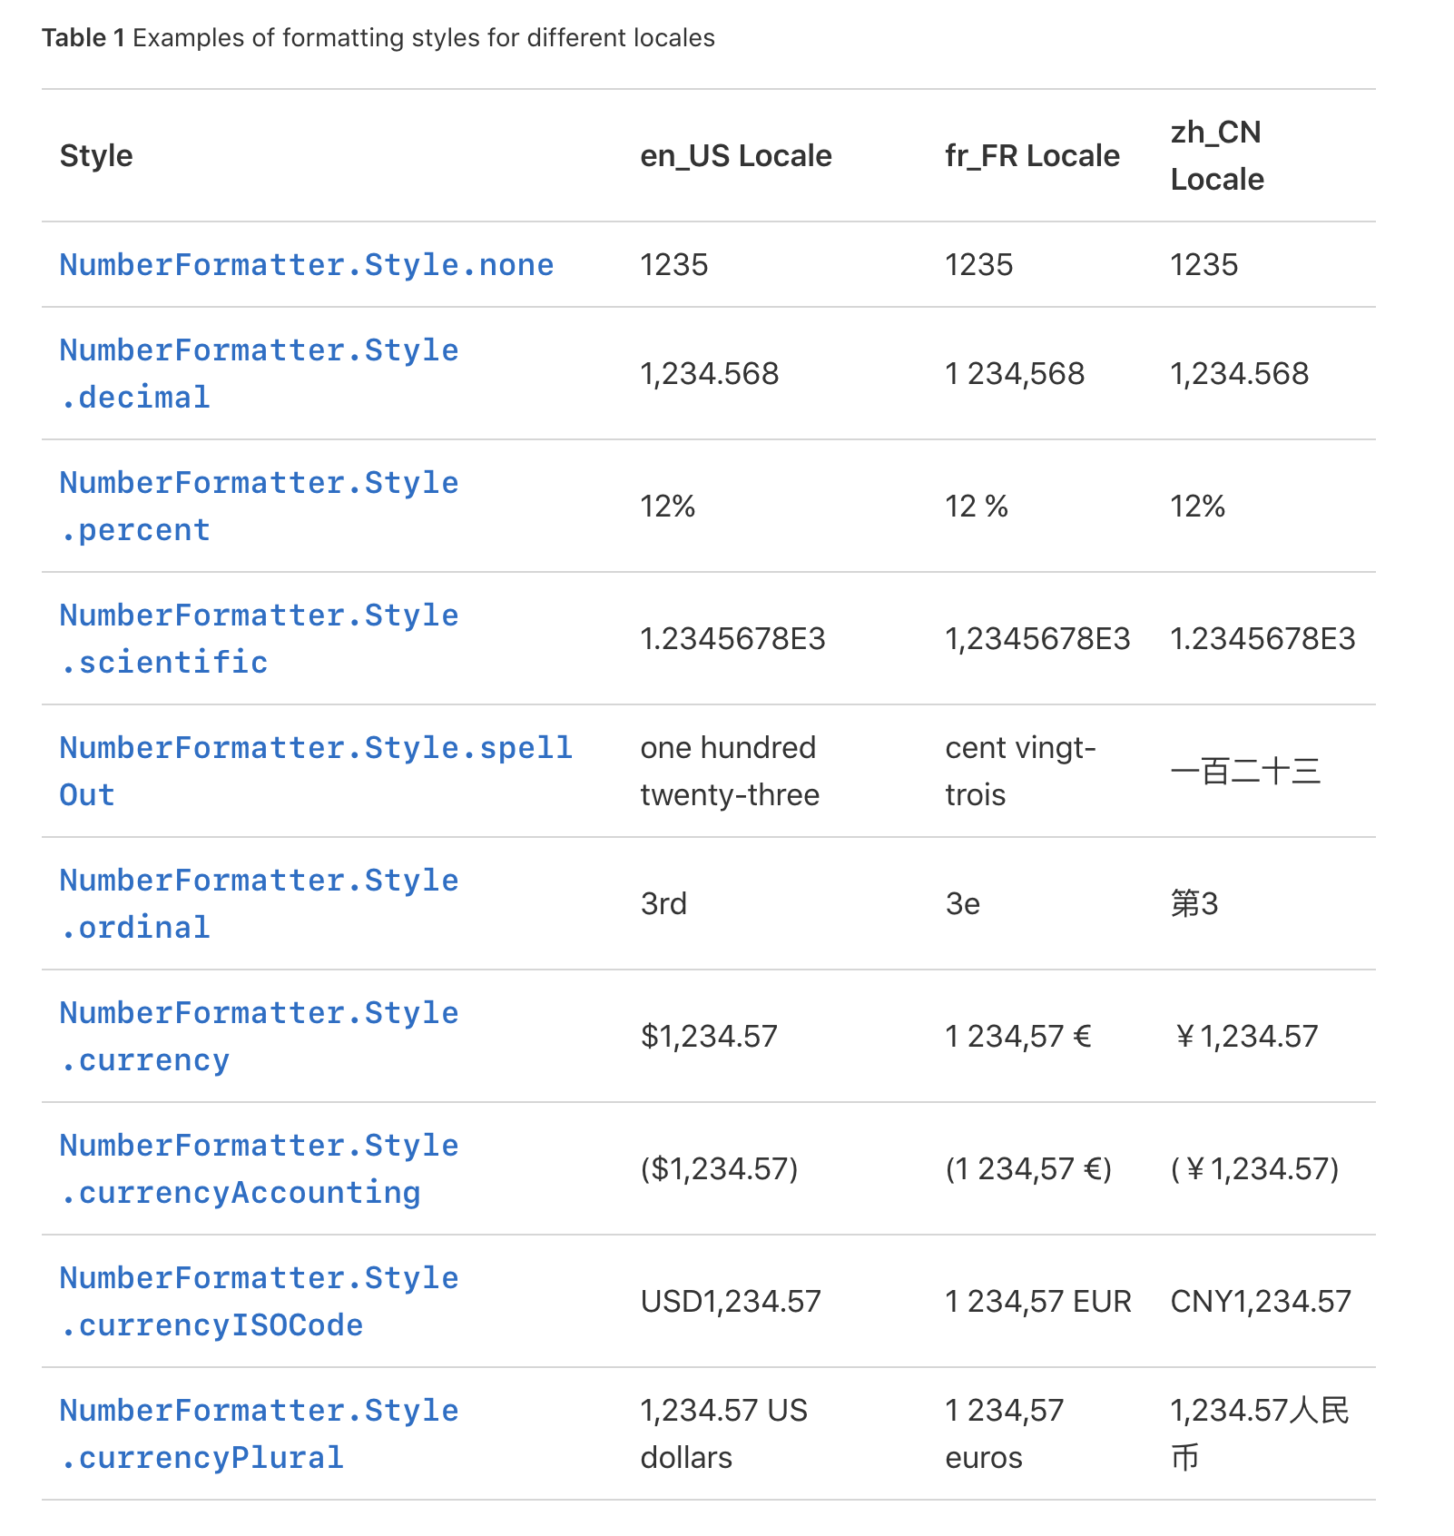 Table 1 Examples of formatting styles for different locales
Style en_US Locale fr_FR Locale zh_CN
Locale
NumberFormatter.Style.none 1235 1235 1235
NumberFormatter.Style
.decimal 1,234.568 1 234,568 1,234.568
NumberFormatter.Style
.percent 12% 12 % 12%
NumberFormatter.Style
.scientific 1.2345678E3 1,2345678E3 1.2345678E3
NumberFormatter.Style.spell one hundred cent vingt- 一百二十三
Out twenty-three trois
NumberFormatter.Style
.ordinal 3rd 3e 第3
NumberFormatter.Style
.currency $1,234.57 1 234,57 € ￥1,234.57
NumberFormatter.Style
.currencyAccounting ($1,234.57) (1 234,57 €) (￥1,234.57)
NumberFormatter.Style
.currencyISOCode USD1,234.57 1 234,57 EUR CNY1,234.57
NumberFormatter.Style 1,234.57 US 1 234,57 1,234.57人民
.currencyPlural dollars euros 币